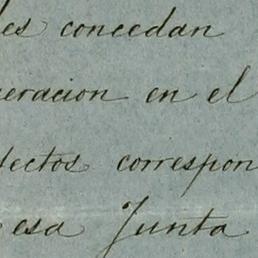 les concedan
eracion en el
fectos correspon
esa Junta